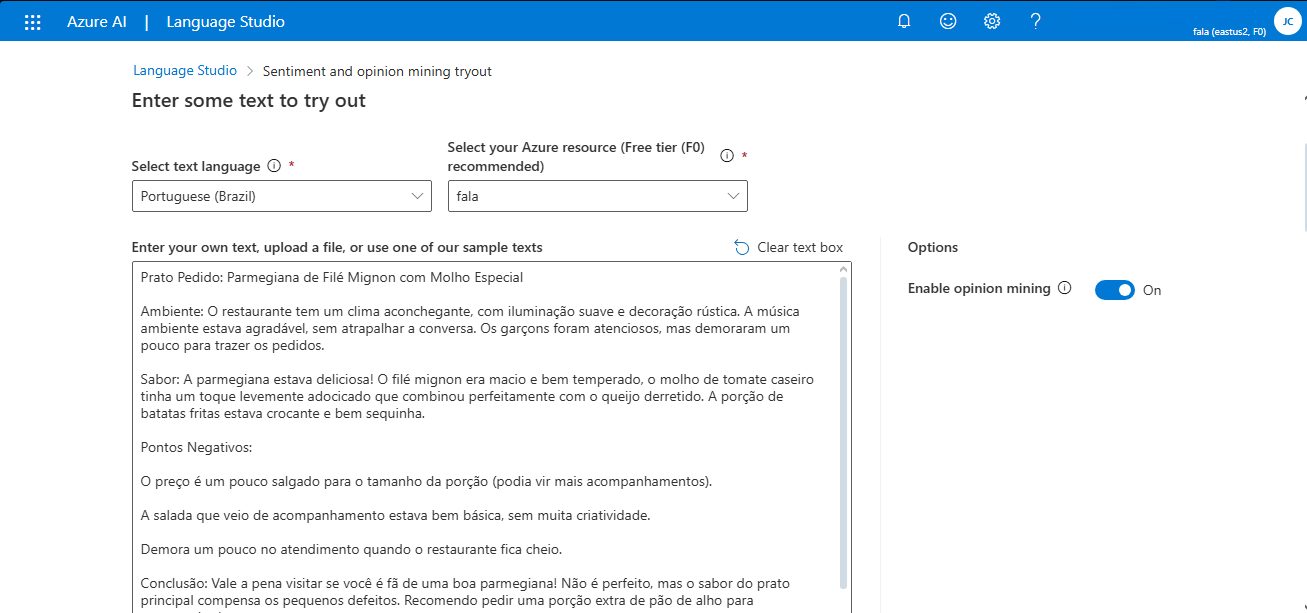 Azure AI | Language Studio
fala (eastus2, F0)
JC
Language Studio > Sentiment and opinion mining tryout
Enter some text to try out
Select text language *
Select your Azure resource (Free tier (F0)
recommended) *
Portuguese (Brazil)
fala
Enter your own text, upload a file, or use one of our sample texts
Clear text box
Options
Enable opinion mining
On
Prato Pedido: Parmegiana de Filé Mignon com Molho Especial
Ambiente: O restaurante tem um clima aconchegante, com iluminação suave e decoração rústica. A música
ambiente estava agradável, sem atrapalhar a conversa. Os garçons foram atenciosos, mas demoraram um
pouco para trazer os pedidos.
Sabor: A parmegiana estava deliciosa! O filé mignon era macio e bem temperado, o molho de tomate caseiro
tinha um toque levemente adocicado que combinou perfeitamente com o queijo derretido. A porção de
batatas fritas estava crocante e bem sequinha.
Pontos Negativos:
O preço é um pouco salgado para o tamanho da porção (podia vir mais acompanhamentos).
A salada que veio de acompanhamento estava bem básica, sem muita criatividade.
Demora um pouco no atendimento quando o restaurante fica cheio.
Conclusão: Vale a pena visitar se você é fã de uma boa parmegiana! Não é perfeito, mas o sabor do prato
principal compensa os pequenos defeitos. Recomendo pedir uma porção extra de pão de alho para